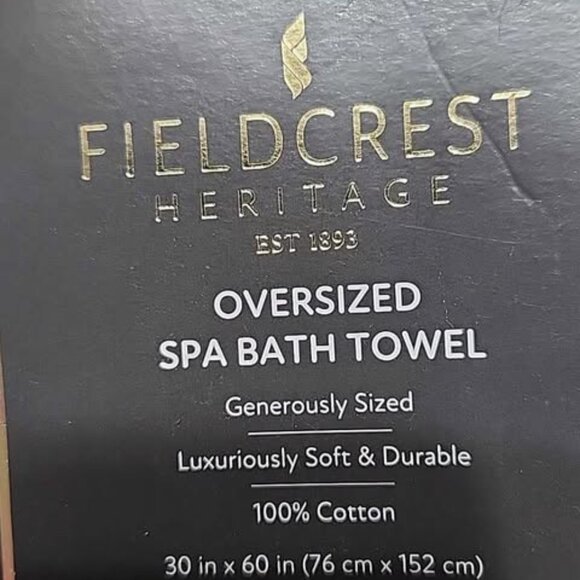 FIELDCREST
HERITAGE
EST 1893
OVERSIZED
SPA BATH TOWEL
Generously Sized
Luxuriously Soft & Durable
100% Cotton
30 in x 60 in (76 cm x 152 cm)